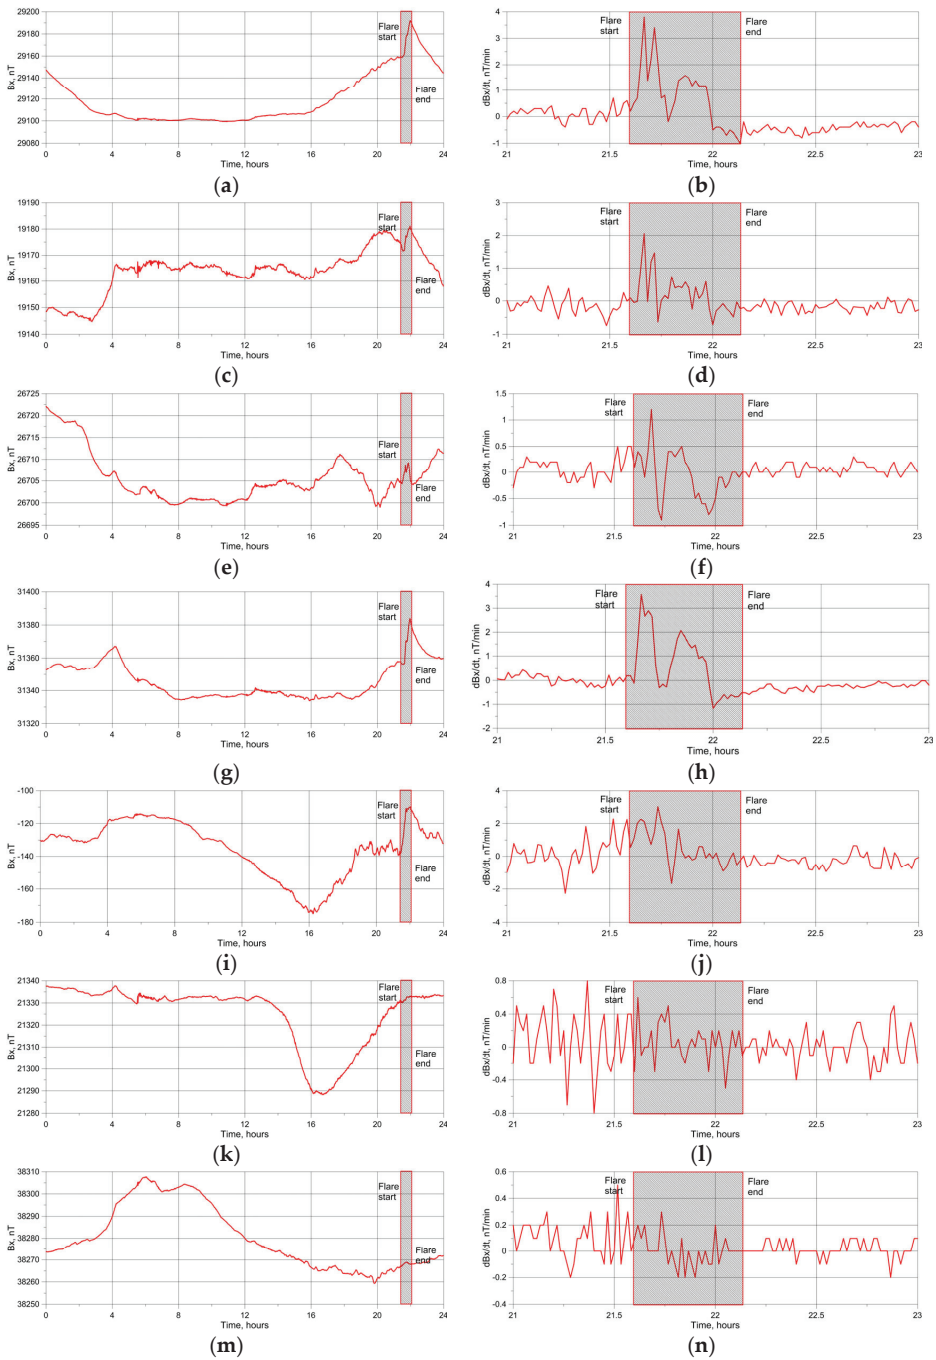 29200
29180
29160
29140
29120
29100
29080
Bx, nT
Flare
start
Flare
end
0 4 8 12 16 20 24
Time, hours
(a)
4
3
2
1
0
-1
dBx/dt, nT/min
Flare
start
Flare
end
21 21.5 22 22.5 23
Time, hours
(b)
19190
19180
19170
19160
19150
19140
Bx, nT
Flare
start
Flare
end
0 4 8 12 16 20 24
Time, hours
(c)
3
2
1
0
-1
dBx/dt, nT/min
Flare
start
Flare
end
21 21.5 22 22.5 23
Time, hours
(d)
26725
26720
26715
26710
26705
26700
26695
Bx, nT
Flare
start
Flare
end
0 4 8 12 16 20 24
Time, hours
(e)
1.5
1
0.5
0
-0.5
-1
dBx/dt, nT/min
Flare
start
Flare
end
21 21.5 22 22.5 23
Time, hours
(f)
31400
31380
31360
31340
31320
Bx, nT
Flare
start
Flare
end
0 4 8 12 16 20 24
Time, hours
(g)
4
3
2
1
0
-1
-2
dBx/dt, nT/min
Flare
start
Flare
end
21 21.5 22 22.5 23
Time, hours
(h)
-100
-120
-140
-160
-180
Bx, nT
Flare
start
Flare
end
0 4 8 12 16 20 24
Time, hours
(i)
4
2
0
-2
-4
dBx/dt, nT/min
Flare
start
Flare
end
21 21.5 22 22.5 23
Time, hours
(j)
21340
21330
21320
21310
21300
21290
21280
Bx, nT
Flare
start
Flare
end
0 4 8 12 16 20 24
Time, hours
(k)
0.8
0.4
0
-0.4
-0.8
dBx/dt, nT/min
Flare
start
Flare
end
21 21.5 22 22.5 23
Time, hours
(l)
38310
38300
38290
38280
38270
38260
38250
Bx, nT
Flare
start
Flare
end
0 4 8 12 16 20 24
Time, hours
(m)
0.6
0.4
0.2
0
-0.2
-0.4
dBx/dt, nT/min
Flare
start
Flare
end
21 21.5 22 22.5 23
Time, hours
(n)